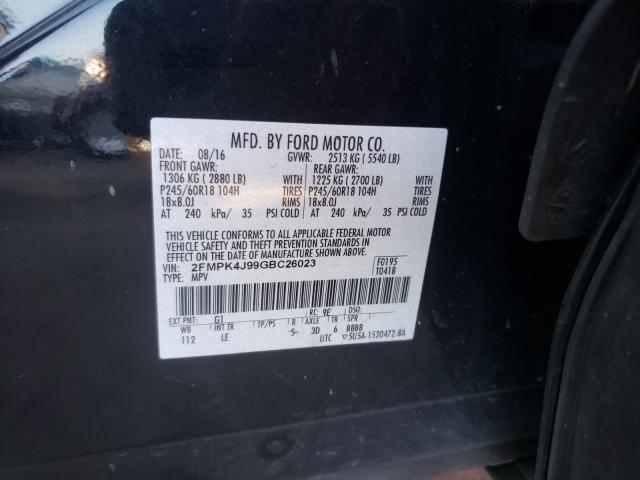 MFD. BY FORD MOTOR CO.
DATE: 08/16 GVWR: 2513 KG ( 5540 LB)
FRONT GAWR: REAR GAWR:
1306 KG ( 2880 LB) WITH 1225 KG ( 2700 LB) WITH
P245/60R18 104H TIRES P245/60R18 104H TIRES
18x8.0J RIMS 18x8.0J RIMS
AT 240 kPa/ 35 PSI COLD AT 240 kPa/ 35 PSI COLD
THIS VEHICLE CONFORMS TO ALL APPLICABLE FEDERAL MOTOR
VEHICLE SAFETY AND THEFT PREVENTION STANDARDS IN
EFFECT ON THE DATE OF MANUFACTURE SHOWN ABOVE.
VIN: 2FMPK4J99GBC26023 F0195
TYPE: MPV T0418
EXT PNT: G1 RC: 9F DSO:
WB INT TR TP/PS R AXLE TR SPR
112 LE 5 3D 6 BBBB
UTC ▽5U5A-1520472-BA